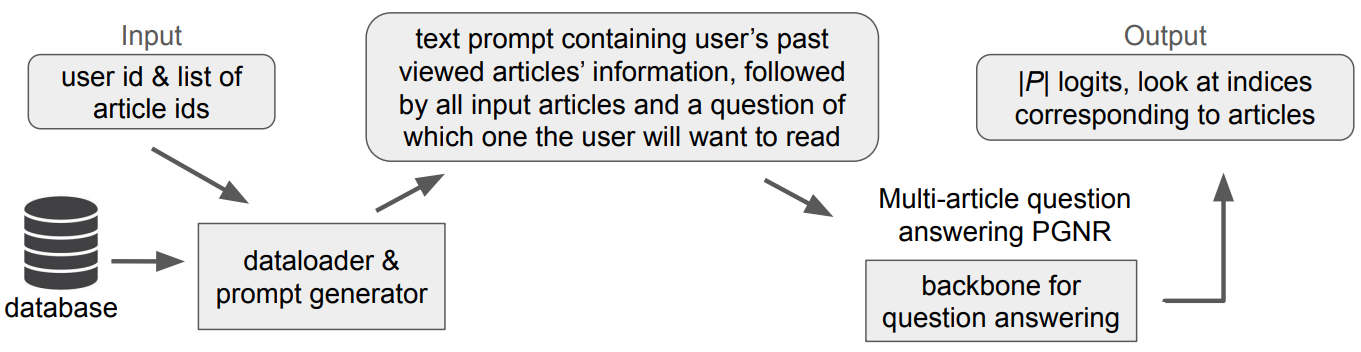 Input
user id & list of
article ids
database
dataloader &
prompt generator
text prompt containing user’s past
viewed articles’ information, followed
by all input articles and a question of
which one the user will want to read
Multi-article question
answering PGNR
backbone for
question answering
Output
|P| logits, look at indices
corresponding to articles